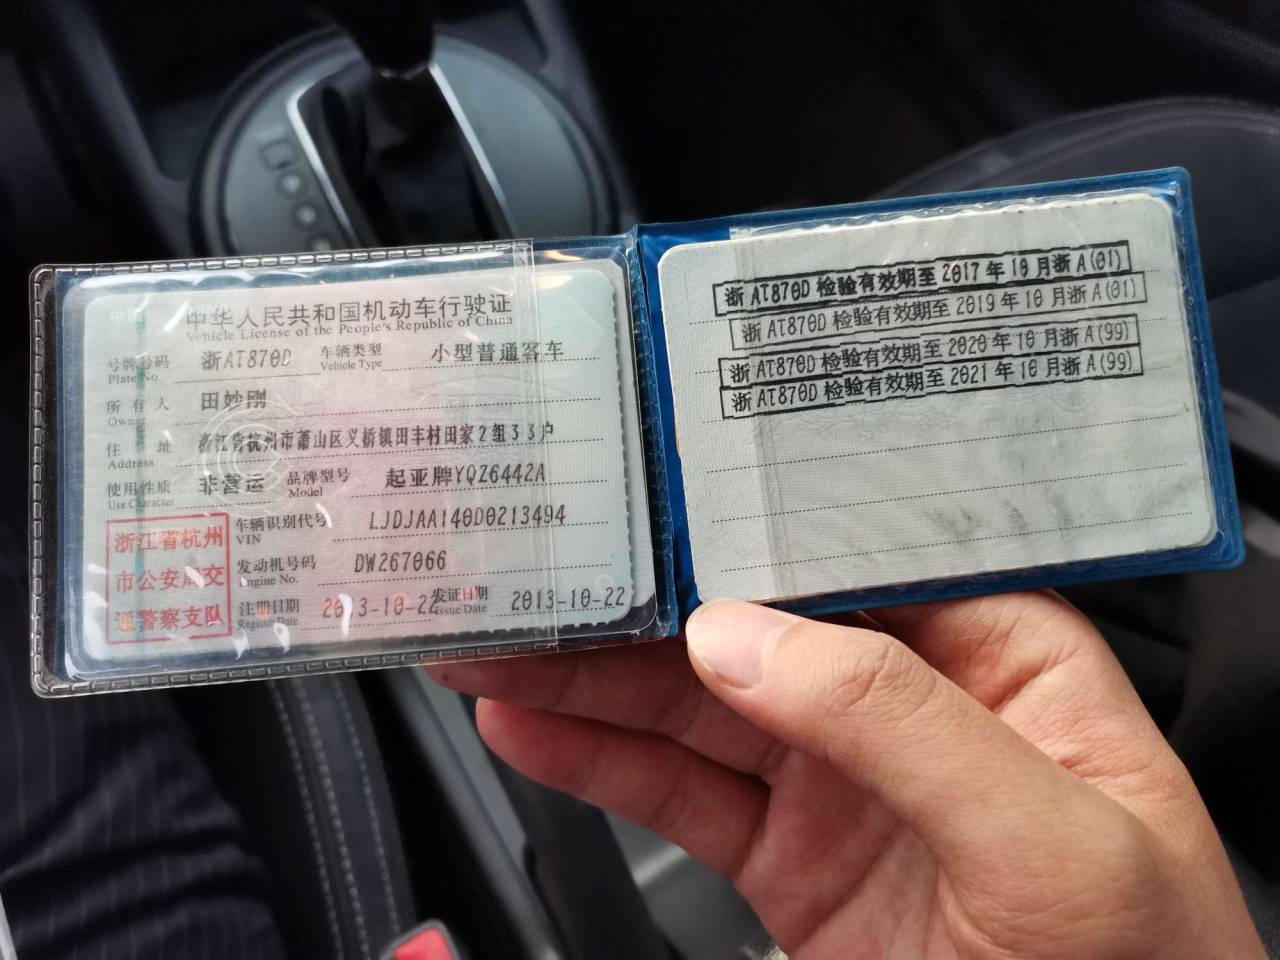 中华人民共和国机动车行驶证
Vehicle License of the People's Republic of China
号牌号码 浙AT870D 车辆类型 小型普通客车
Plate No. Vehicle Type
所有人 田妙刚
Owner
住址 浙江省杭州市萧山区义桥镇田丰村田家2组33户
Address
使用性质 非营运 品牌型号 起亚牌YQZ6442A
Use Character Model
车辆识别代号 LJDJAA140D0213494
VIN
发动机号码 DW267066
Engine No.
注册日期 2013-10-22 发证日期 2013-10-22
Register Date Issue Date
浙江省杭州
市公安局交
通警察支队
浙AT870D检验有效期至2017年10月浙A(01)
浙AT870D检验有效期至2019年10月浙A(01)
浙AT870D检验有效期至2020年10月浙A(99)
浙AT870D检验有效期至2021年10月浙A(99)